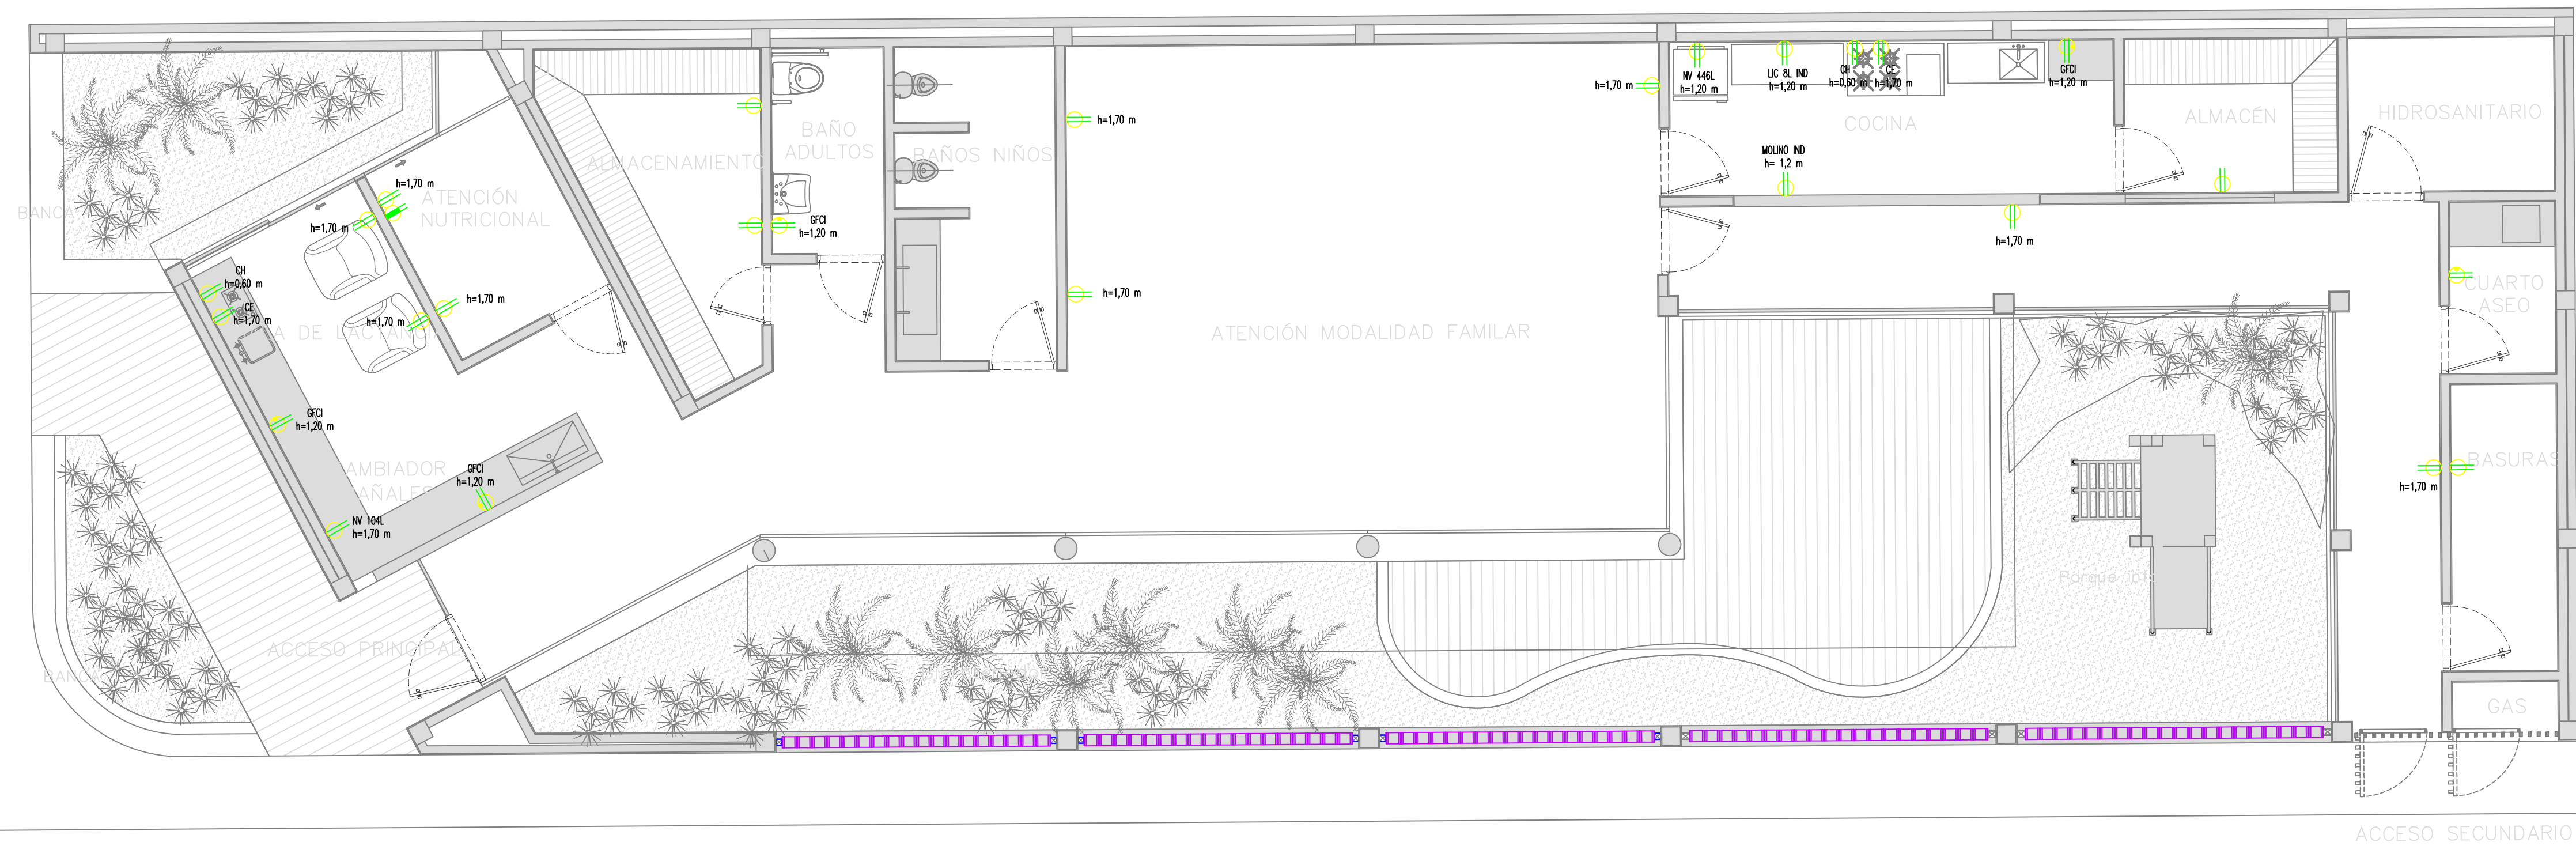 h=1,70 m
NV 446L
h=1,20 m
LIC 8L IND
h=1,20 m
CH
h=0,60 m
CE
h=1,70 m
GFCI
h=1,20 m
COCINA
ALMACÉN
HIDROSANITARIO
h=1,70 m
BAÑO
ADULTOS
BAÑOS NIÑOS
ALMACENAMIENTO
MOLINO IND
h= 1,2 m
h=1,70 m
ATENCIÓN
NUTRICIONAL
BANCA
h=1,70 m
GFCI
h=1,20 m
h=1,70 m
CH
h=0,60 m
CE
h=1,70 m
DE LACTANCIA
h=1,70 m
h=1,70 m
h=1,70 m
ATENCIÓN MODALIDAD FAMILAR
CUARTO
ASEO
GFCI
h=1,20 m
AMBIADOR
AÑALES
GFCI
h=1,20 m
NV 104L
h=1,70 m
BASURAS
h=1,70 m
ACCESO PRINCIPAL
BANCA
GAS
ACCESO SECUNDARIO